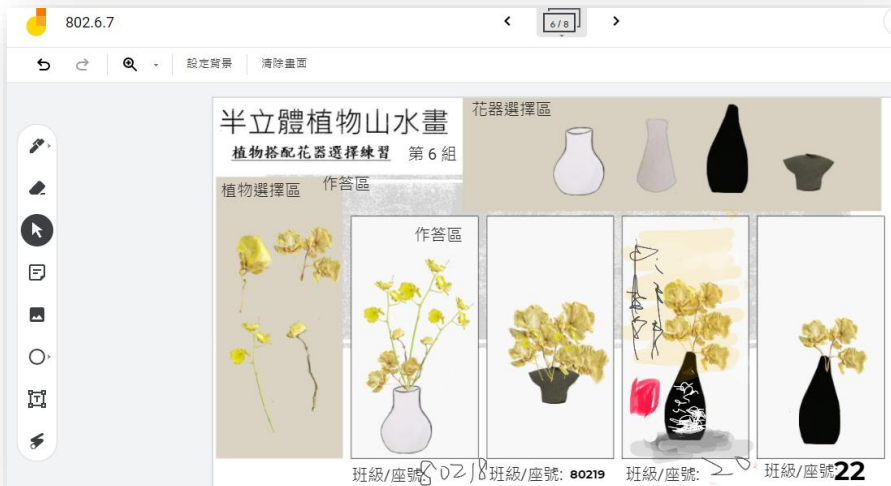 802.6.7
6/8
設定背景
清除畫面
半立體植物山水畫
植物搭配花器選擇練習 第6組
花器選擇區
植物選擇區
作答區
作答區
班級/座號: 80218
班級/座號: 80219
班級/座號: 20
班級/座號 22